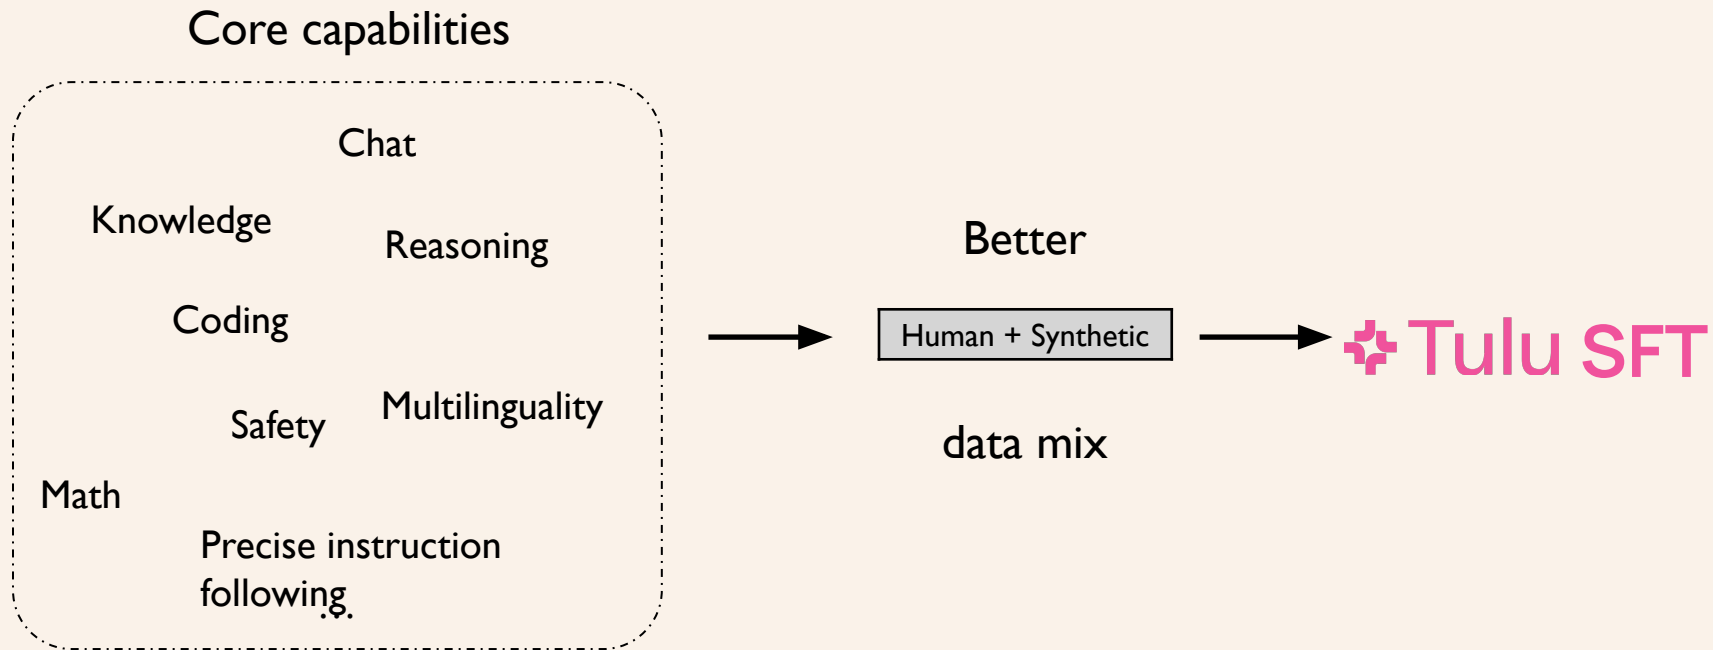 Core capabilities
Chat
Knowledge
Reasoning
Coding
Multilinguality
Safety
Math
Precise instruction
following
...
Better
Human + Synthetic
data mix
Tulu SFT